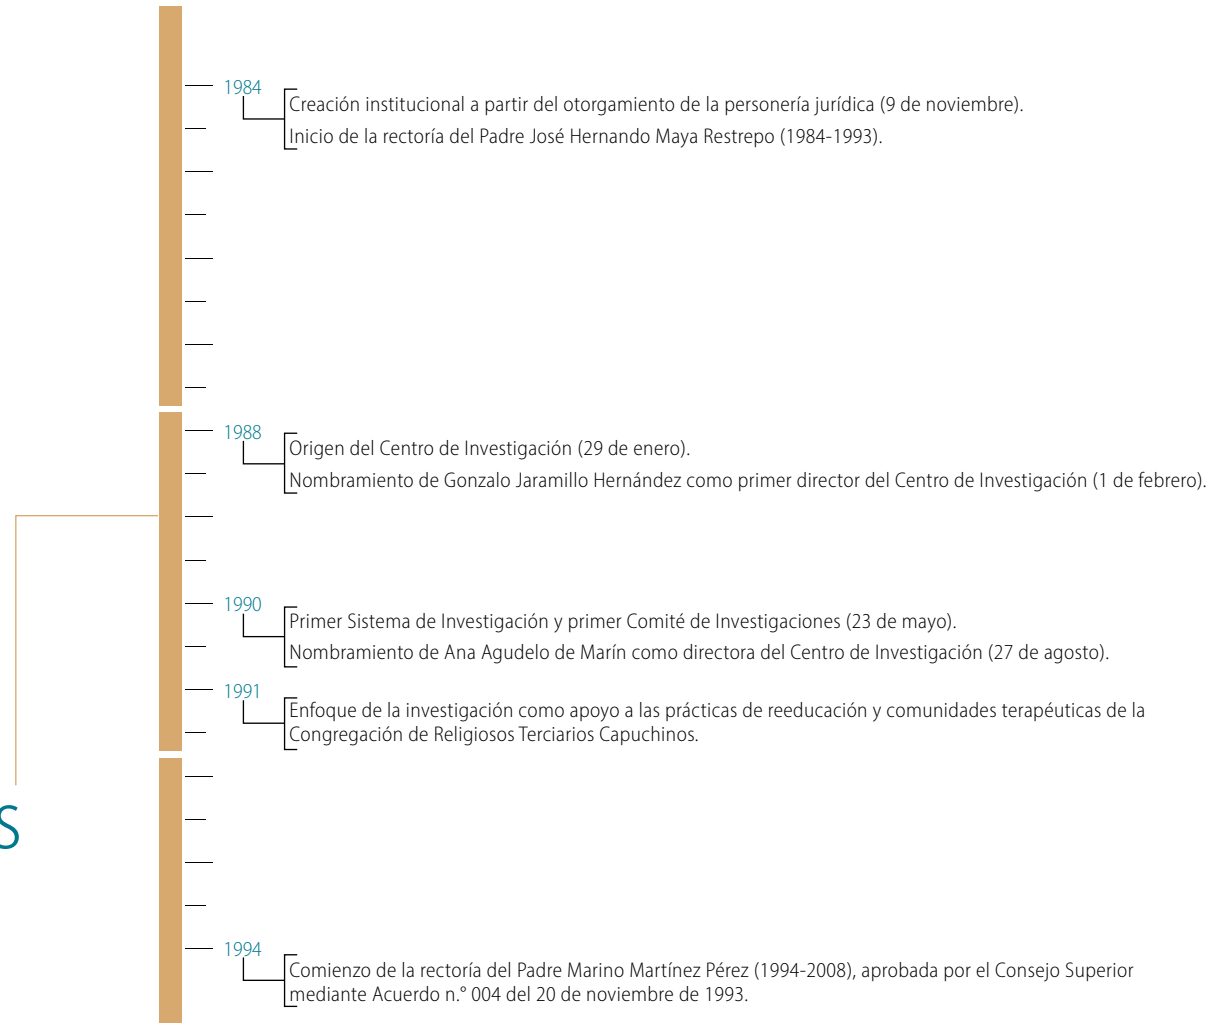 1984
Creación institucional a partir del otorgamiento de la personería jurídica (9 de noviembre).
Inicio de la rectoría del Padre José Hernando Maya Restrepo (1984-1993).
1988
Origen del Centro de Investigación (29 de enero).
Nombramiento de Gonzalo Jaramillo Hernández como primer director del Centro de Investigación (1 de febrero).
1990
Primer Sistema de Investigación y primer Comité de Investigaciones (23 de mayo).
Nombramiento de Ana Agudelo de Marín como directora del Centro de Investigación (27 de agosto).
1991
Enfoque de la investigación como apoyo a las prácticas de reeducación y comunidades terapéuticas de la
Congregación de Religiosos Terciarios Capuchinos.
S
1994
Comienzo de la rectoría del Padre Marino Martínez Pérez (1994-2008), aprobada por el Consejo Superior
mediante Acuerdo n.° 004 del 20 de noviembre de 1993.